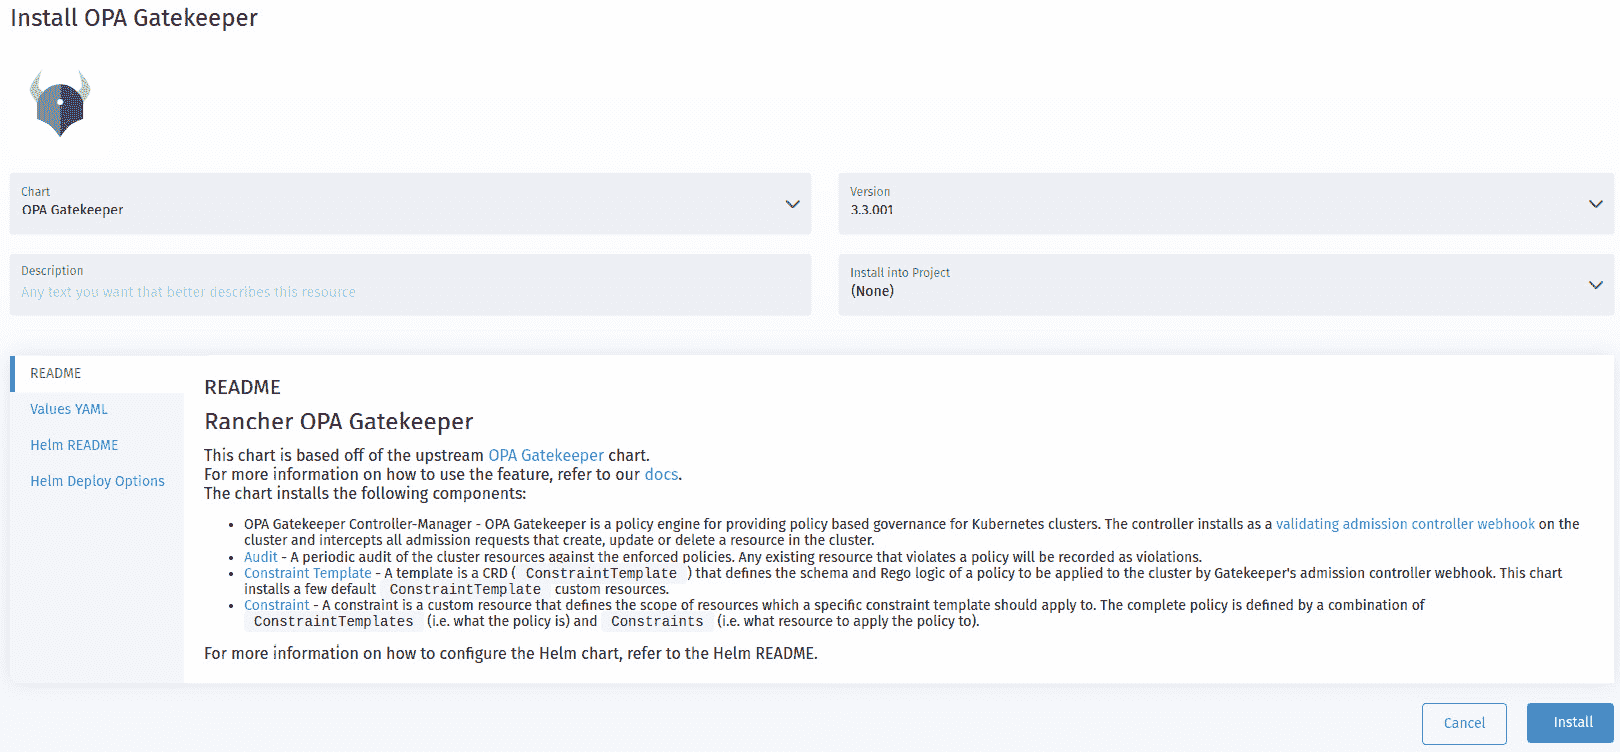 Install OPA Gatekeeper
Chart
OPA Gatekeeper
Version
3.3.001
Description
Any text you want that better describes this resource
Install into Project
(None)
README
Values YAML
Helm README
Helm Deploy Options
README
Rancher OPA Gatekeeper
This chart is based off of the upstream OPA Gatekeeper chart.
For more information on how to use the feature, refer to our docs.
The chart installs the following components:
• OPA Gatekeeper Controller-Manager - OPA Gatekeeper is a policy engine for providing policy based governance for Kubernetes clusters. The controller installs as a validating admission controller webhook on the
cluster and intercepts all admission requests that create, update or delete a resource in the cluster.
• Audit - A periodic audit of the cluster resources against the enforced policies. Any existing resource that violates a policy will be recorded as violations.
• Constraint Template - A template is a CRD ( ConstraintTemplate ) that defines the schema and Rego logic of a policy to be applied to the cluster by Gatekeeper's admission controller webhook. This chart
installs a few default ConstraintTemplate custom resources.
• Constraint - A constraint is a custom resource that defines the scope of resources which a specific constraint template should apply to. The complete policy is defined by a combination of
ConstraintTemplates (i.e. what the policy is) and Constraints (i.e. what resource to apply the policy to).
For more information on how to configure the Helm chart, refer to the Helm README.
Cancel
Install